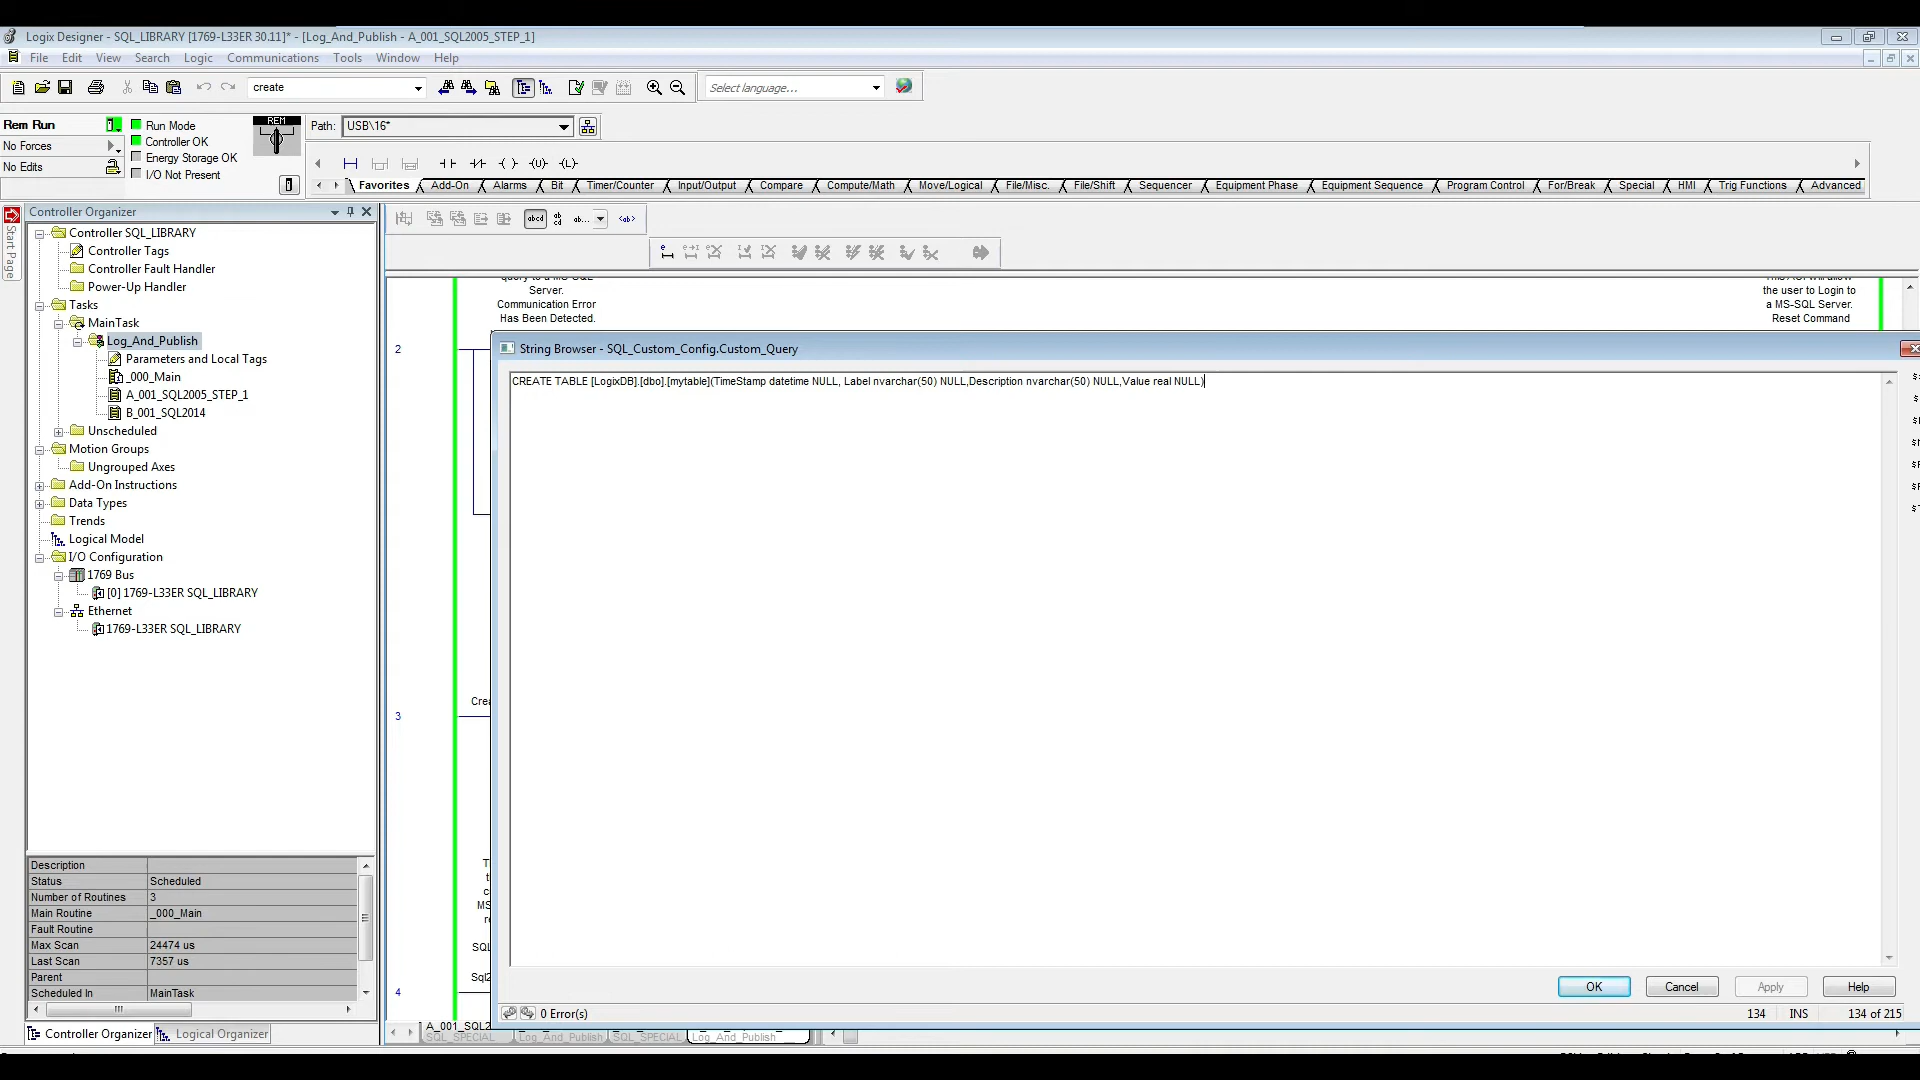 Logix Designer - SQL_LIBRARY [1769-L33ER 30.11]* - [Log_And_Publish - A_001_SQL2005_STEP_1]
File Edit View Search Logic Communications Tools Window Help
create
Select language...
Rem Run
No Forces
No Edits
Run Mode
Controller OK
Energy Storage OK
I/O Not Present
REM
Path: USB\16*
Favorites Add-On Alarms Bit Timer/Counter Input/Output Compare Compute/Math Move/Logical File/Misc. File/Shift Sequencer Equipment Phase Equipment Sequence Program Control For/Break Special HMI Trig Functions Advanced
Start Page
Controller Organizer
Controller SQL_LIBRARY
Controller Tags
Controller Fault Handler
Power-Up Handler
Tasks
MainTask
Log_And_Publish
Parameters and Local Tags
_000_Main
A_001_SQL2005_STEP_1
B_001_SQL2014
Unscheduled
Motion Groups
Ungrouped Axes
Add-On Instructions
Data Types
Trends
Logical Model
I/O Configuration
1769 Bus
[0] 1769-L33ER SQL_LIBRARY
Ethernet
1769-L33ER SQL_LIBRARY
Description
Status Scheduled
Number of Routines 3
Main Routine _000_Main
Fault Routine
Max Scan 24474 us
Last Scan 7357 us
Parent
Scheduled In MainTask
Controller Organizer Logical Organizer
abcd
Server.
Communication Error
Has Been Detected.
the user to Login to
a MS-SQL Server.
Reset Command
2
3
4
String Browser - SQL_Custom_Config.Custom_Query
CREATE TABLE [LogixDB].[dbo].[mytable](TimeStamp datetime NULL, Label nvarchar(50) NULL,Description nvarchar(50) NULL,Value real NULL)
OK Cancel Apply Help
0 Error(s)
134 INS 134 of 215
A_001_SQL2
SQL_SPECIAL Log_And_Publish SQL_SPECIAL Log_And_Publish